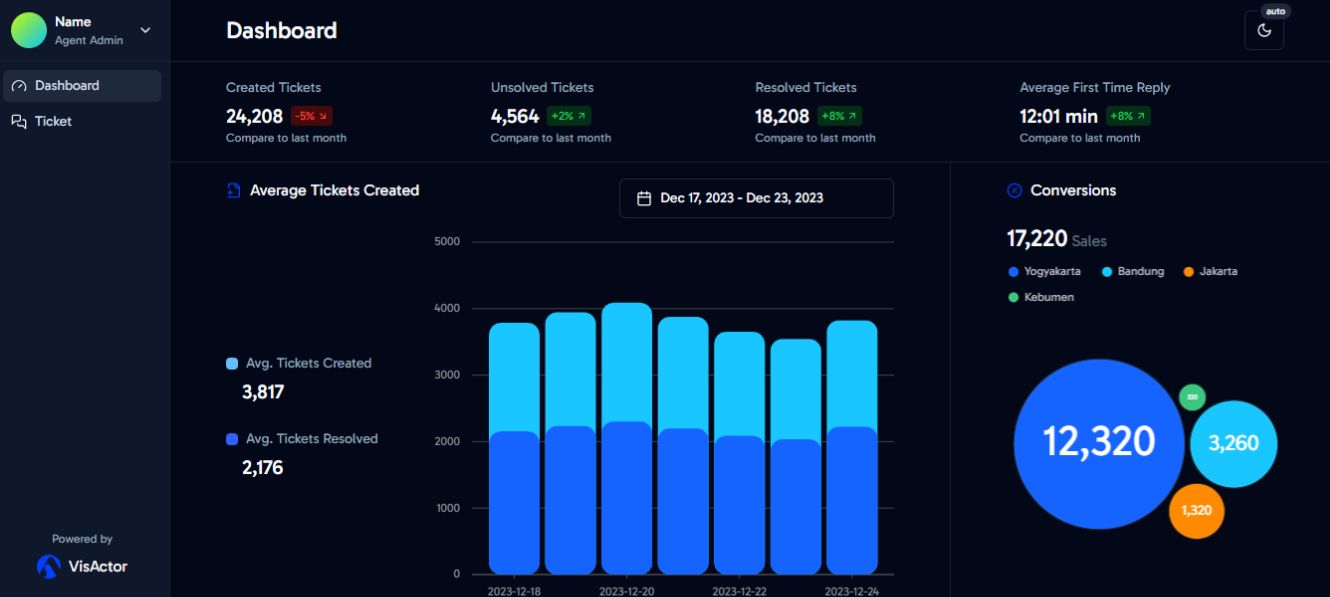 Name
Agent Admin
Dashboard
Ticket
Powered by
VisActor
Dashboard
auto
Created Tickets
24,208 -5%
Compare to last month
Unsolved Tickets
4,564 +2%
Compare to last month
Resolved Tickets
18,208 +8%
Compare to last month
Average First Time Reply
12:01 min +8%
Compare to last month
Average Tickets Created
Dec 17, 2023 - Dec 23, 2023
Avg. Tickets Created
3,817
Avg. Tickets Resolved
2,176
5000
4000
3000
2000
1000
0
2023-12-18 2023-12-20 2023-12-22 2023-12-24
Conversions
17,220 Sales
Yogyakarta Bandung Jakarta
Kebumen
12,320
320
3,260
1,320